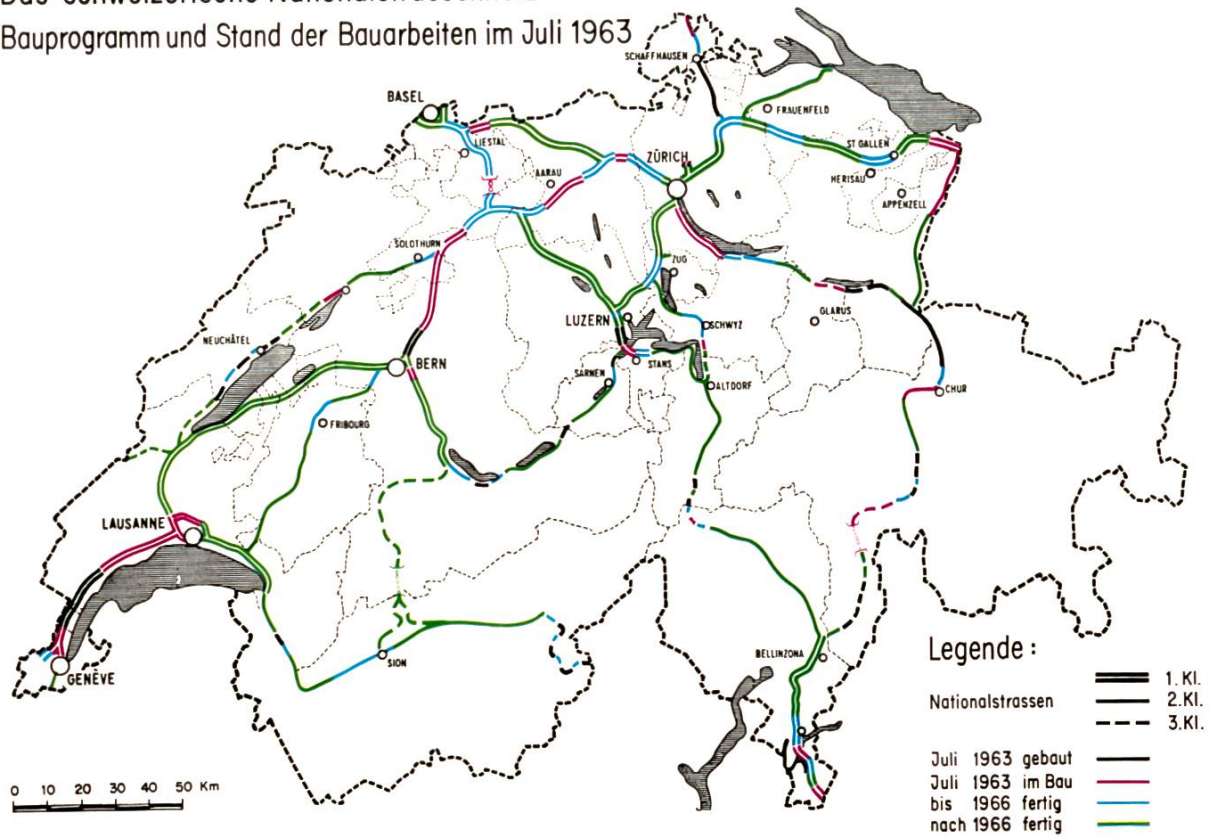 Bauprogramm und Stand der Bauarbeiten im Juli 1963
SCHAFFHAUSEN
BASEL
FRAUENFELD
LIESTAL
ST GALLEN
ZÜRICH
AARAU
HERISAU
APPENZELL
SOLOTHURN
ZUG
NEUCHÂTEL
LUZERN
SCHWYZ
GLARUS
BERN
STANS
SARNEN
ALTDORF
CHUR
FRIBOURG
LAUSANNE
BELLINZONA
SION
GENÈVE
Legende :
Nationalstrassen
1. Kl.
2. Kl.
3. Kl.
Juli 1963 gebaut
Juli 1963 im Bau
bis 1966 fertig
nach 1966 fertig
0 10 20 30 40 50 Km